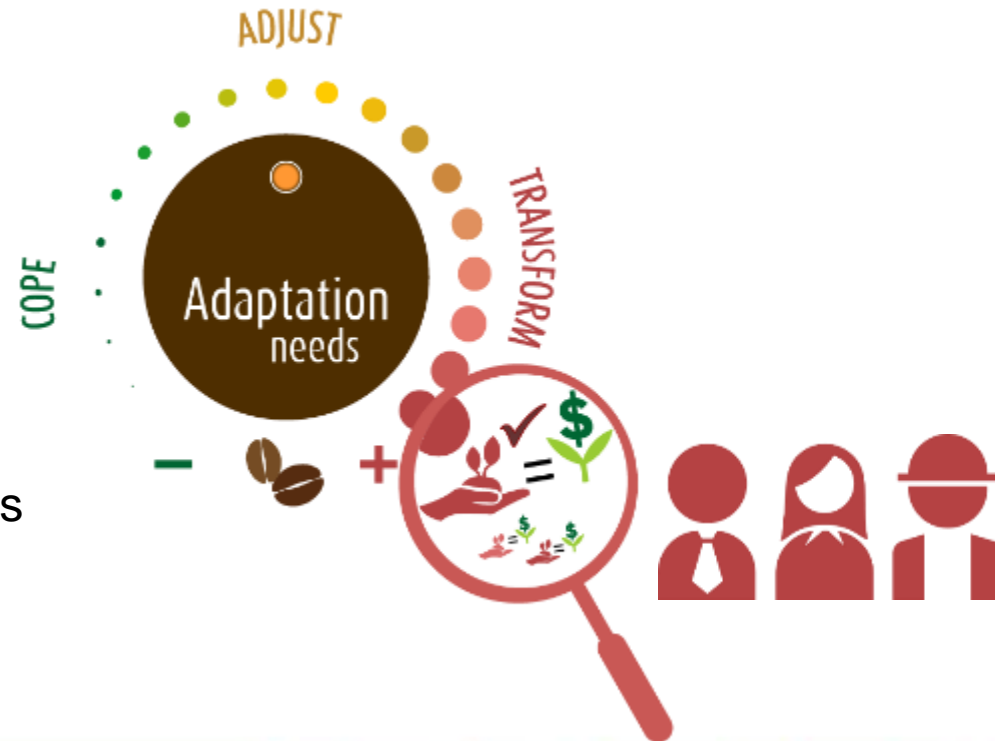 ADJUST
TRANSFORM
COPE
Adaptation
needs
− +
s
$
=
$
=
$
=